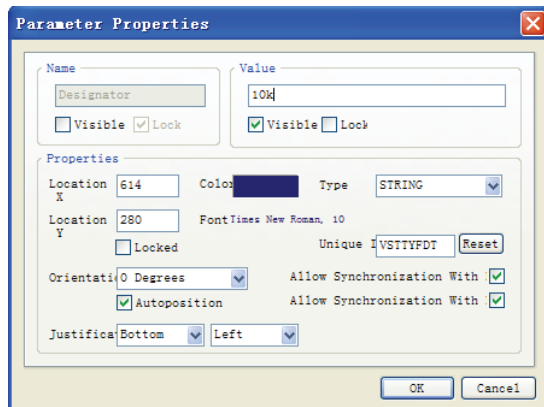 Parameter Properties
Name
Value
Designator
10k
Visible Lock
Visible Lock
Properties
Location X 614 Color Type STRING
Location Y 280 Font Times New Roman, 10
Locked Unique I VSTTYFDT Reset
Orientati 0 Degrees Allow Synchronization With
Autoposition Allow Synchronization With
Justifica Bottom Left
OK Cancel